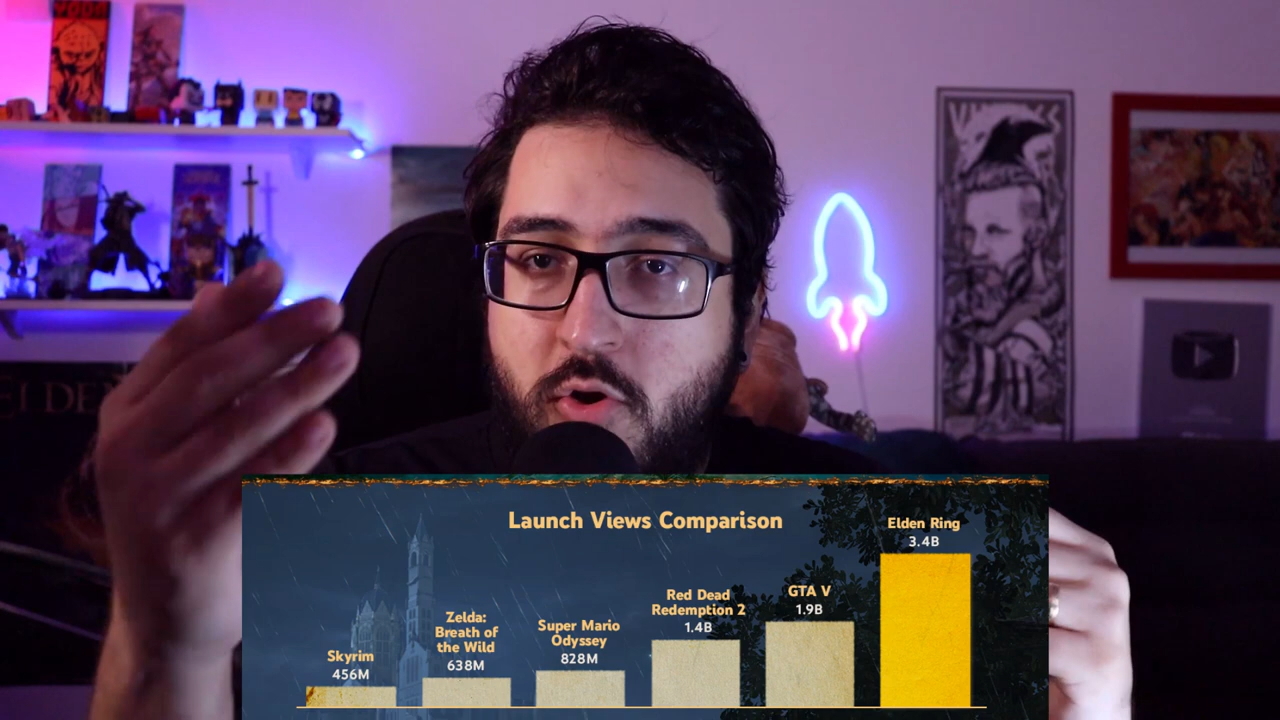 ELDEN
Launch Views Comparison
Skyrim
456M
Zelda:
Breath of
the Wild
638M
Super Mario
Odyssey
828M
Red Dead
Redemption 2
1.4B
GTA V
1.9B
Elden Ring
3.4B